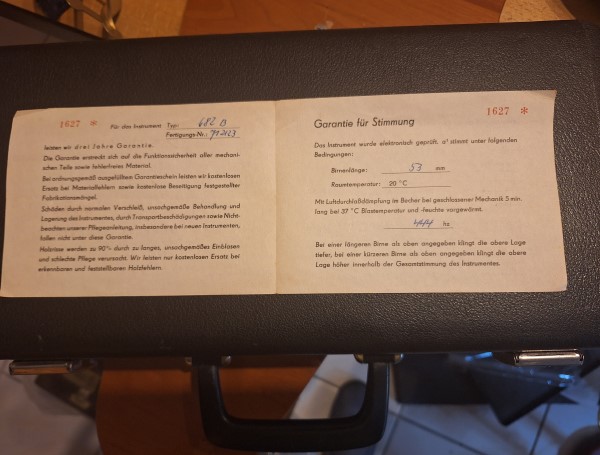 1627 *
Für das Instrument Typ: 682 B
Fertigungs-Nr.:
leisten wir drei Jahre Garantie.
Die Garantie erstreckt sich auf die Funktionssicherheit aller mechani-
schen Teile sowie fehlerfreies Material.
Bei ordnungsgemäß ausgefülltem Garantieschein leisten wir kostenlosen
Ersatz bei Materialfehlern sowie kostenlose Beseitigung festgestellter
Fabrikationsmängel.
Schäden durch normalen Verschleiß, unsachgemäße Behandlung und
Lagerung des Instrumentes, durch Transportbeschädigungen sowie Nicht-
beachten unserer Pflegeanleitung, insbesondere bei neuen Instrumenten,
fallen nicht unter diese Garantie.
Holzrisse werden zu 90% durch zu langes, unsachgemäßes Einblasen
und schlechte Pflege verursacht. Wir leisten nur kostenlosen Ersatz bei
erkennbaren und feststellbaren Holzfehlern.
1627 *
Garantie für Stimmung
Das Instrument wurde elektronisch geprüft. a' stimmt unter folgenden
Bedingungen:
Birnenlänge: 53 mm
Raumtemperatur: 20 °C
Mit Luftdurchlaßdämpfung im Becher bei geschlossener Mechanik 5 min.
lang bei 37 °C Blastemperatur und -feuchte vorgewärmt.
444 hz
Bei einer längeren Birne als oben angegeben klingt die obere Lage
tiefer, bei einer kürzeren Birne als oben angegeben klingt die obere
Lage höher innerhalb der Gesamtstimmung des Instrumentes.